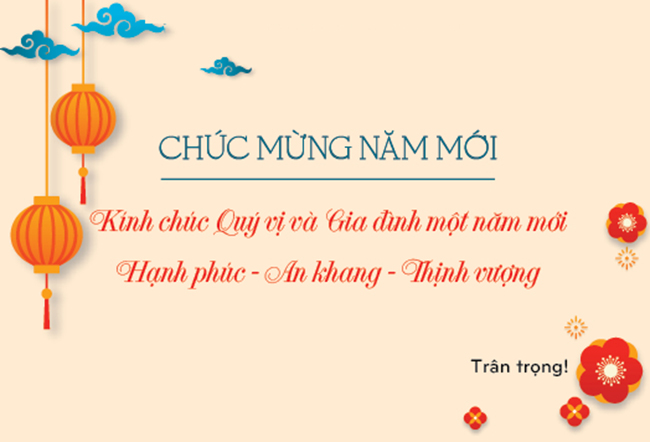 CHÚC MỪNG NĂM MỚI
Kính chúc Quý vị và Gia đình một năm mới
Hạnh phúc - An khang - Thịnh vượng
Trân trọng!